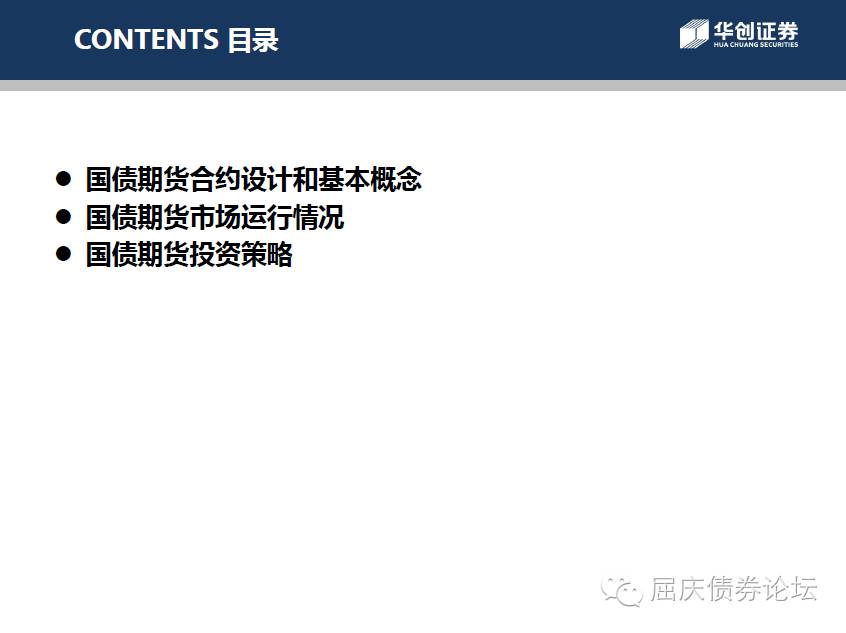 CONTENTS 目录
华创证券
HUA CHUANG SECURITIES
● 国债期货合约设计和基本概念
● 国债期货市场运行情况
● 国债期货投资策略
屈庆债券论坛